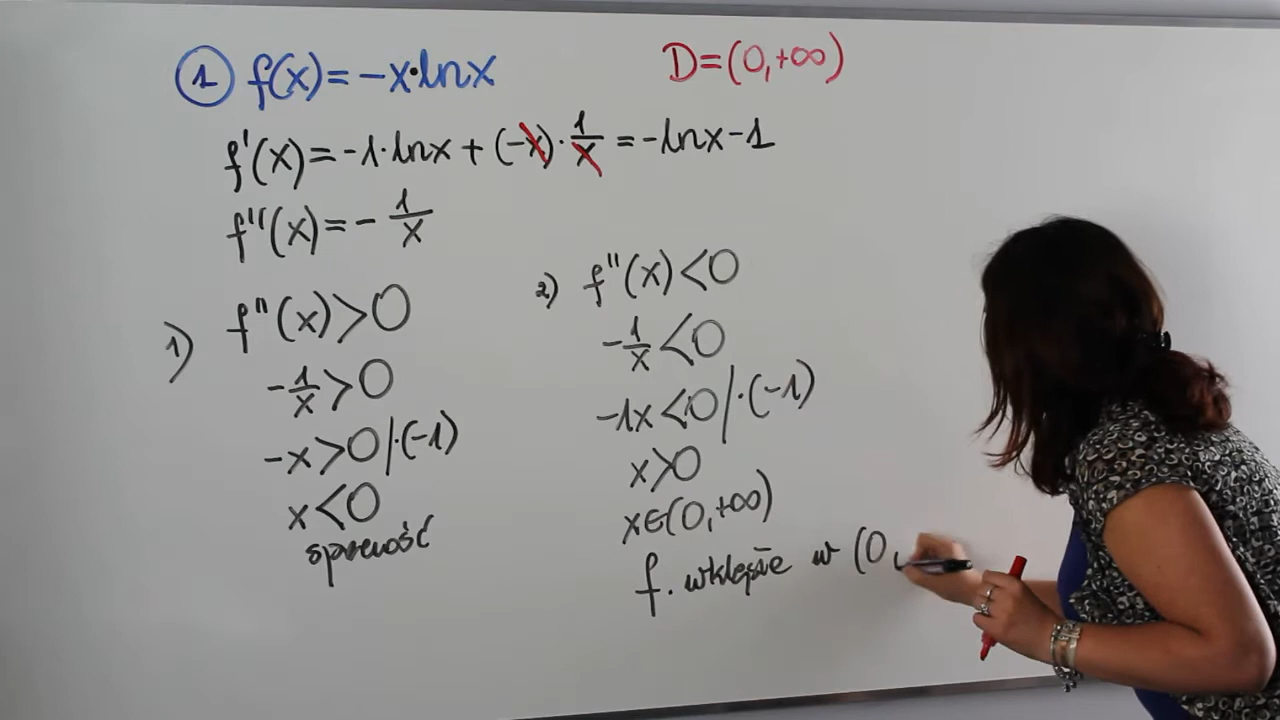 ① f(x)=-x·lnx
D=(0,+∞)
f'(x)=-1·lnx+(-x)·1/x=-lnx-1
f''(x)=-1/x
1) f''(x)>0
-1/x>0
-x>0/·(-1)
x<0
sprzeność
2) f''(x)<0
-1/x<0
-1x<0/·(-1)
x>0
x∈(0,+∞)
f. wklęsła w (0,